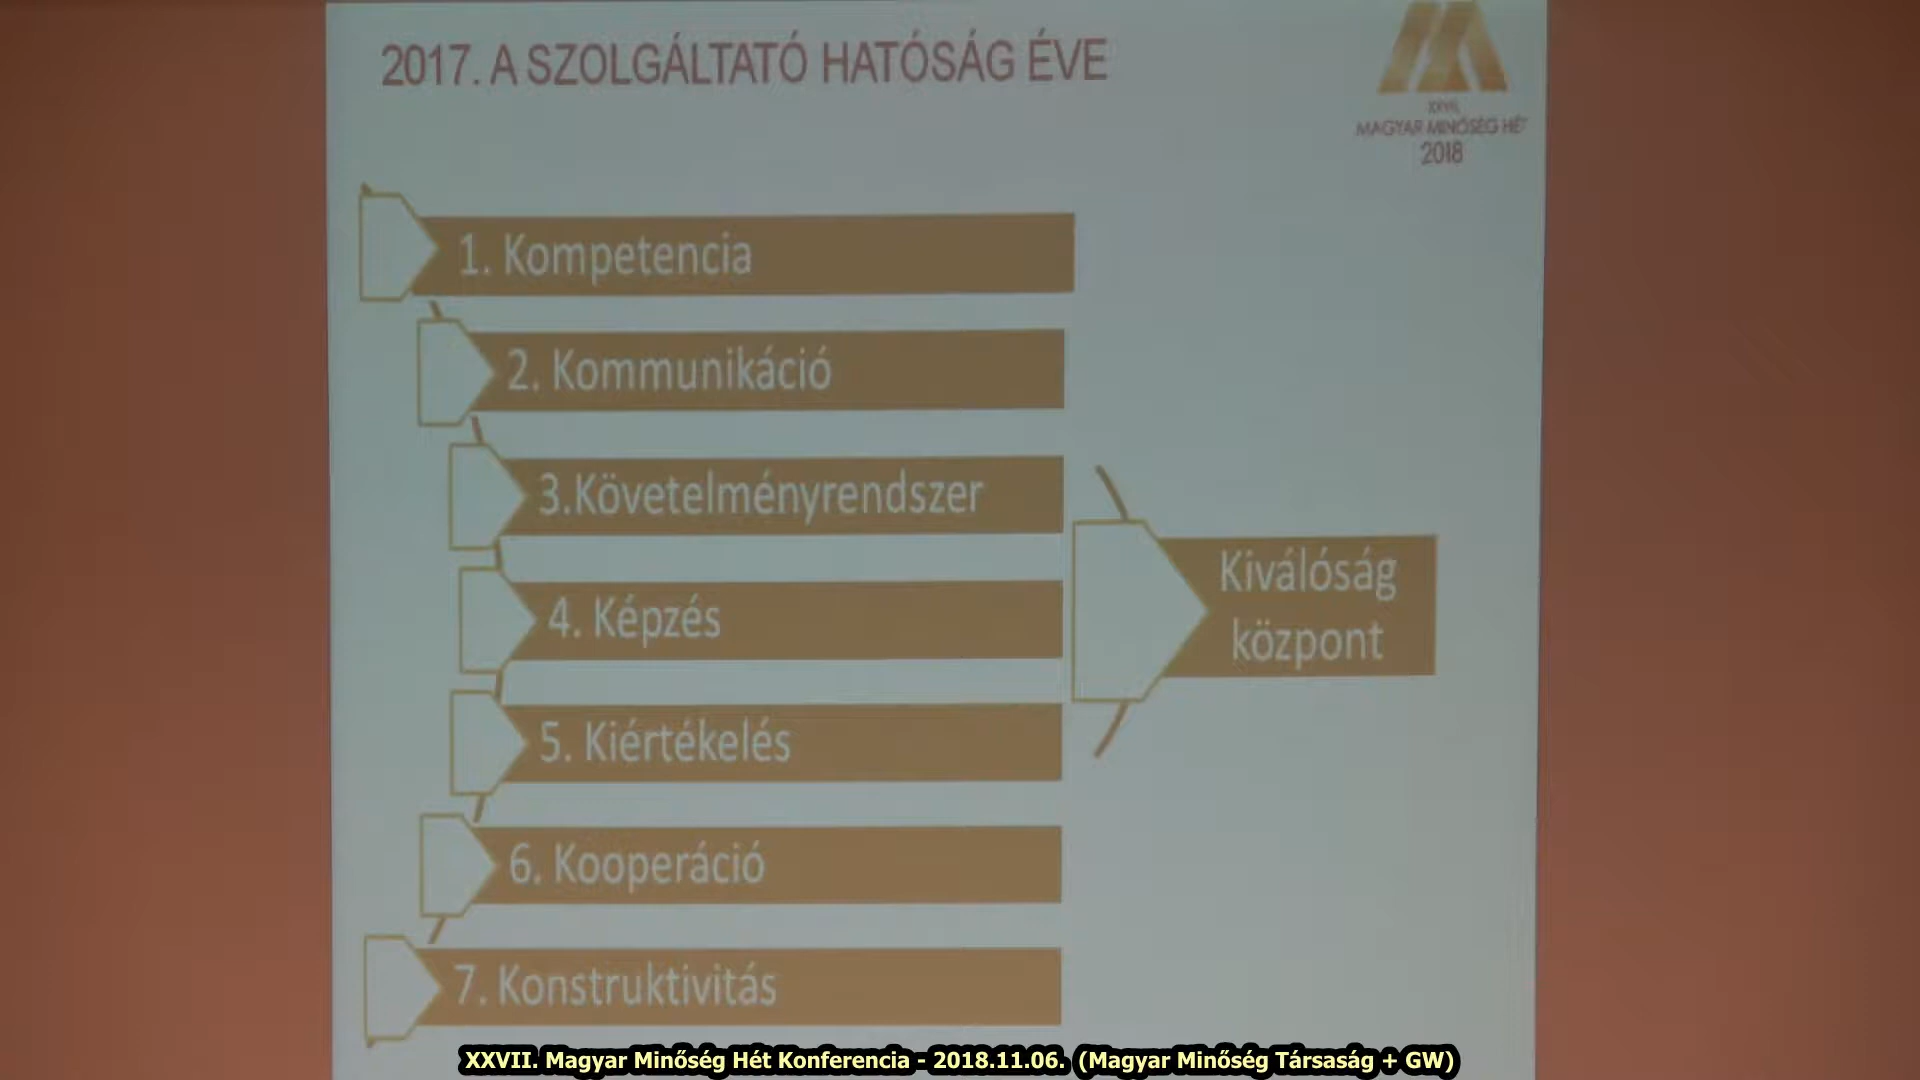 2017. A SZOLGÁLTATÓ HATÓSÁG ÉVE
XXVII.
MAGYAR MINŐSÉG HÉT
2018
1. Kompetencia
2. Kommunikáció
3.Követelményrendszer
4. Képzés
5. Kiértékelés
6. Kooperáció
7. Konstruktivitás
Kiválóság
központ
XXVII. Magyar Minőség Hét Konferencia - 2018.11.06. (Magyar Minőség Társaság + GW)